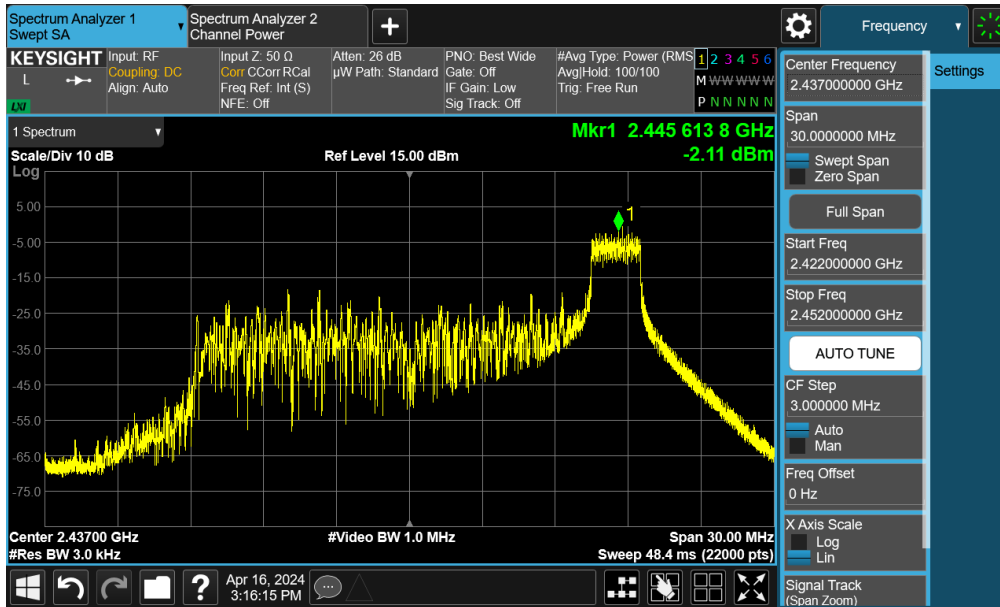 Spectrum Analyzer 1
Swept SA
Spectrum Analyzer 2
Channel Power
+
Frequency
KEYSIGHT
L
LXI
Input: RF
Coupling: DC
Align: Auto
Input Z: 50 Ω
Corr CCorr RCal
Freq Ref: Int (S)
NFE: Off
Atten: 26 dB
µW Path: Standard
PNO: Best Wide
Gate: Off
IF Gain: Low
Sig Track: Off
#Avg Type: Power (RMS
Avg|Hold: 100/100
Trig: Free Run
1 2 3 4 5 6
M W W W W W
P N N N N N
1 Spectrum
Scale/Div 10 dB
Log
Ref Level 15.00 dBm
Mkr1 2.445 613 8 GHz
-2.11 dBm
5.00
-5.00
-15.0
-25.0
-35.0
-45.0
-55.0
-65.0
-75.0
1
Center 2.43700 GHz
#Res BW 3.0 kHz
#Video BW 1.0 MHz
Span 30.00 MHz
Sweep 48.4 ms (22000 pts)
Center Frequency
2.437000000 GHz
Span
30.0000000 MHz
Swept Span
Zero Span
Full Span
Start Freq
2.422000000 GHz
Stop Freq
2.452000000 GHz
AUTO TUNE
CF Step
3.000000 MHz
Auto
Man
Freq Offset
0 Hz
X Axis Scale
Log
Lin
Signal Track
(Span Zoom)
Settings
?
Apr 16, 2024
3:16:15 PM